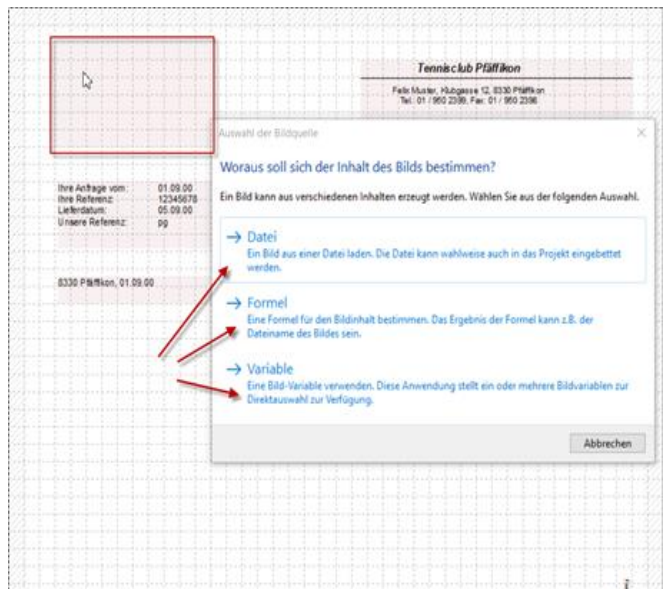 Tennisclub Pfäffikon
Felix Muster, Klubgasse 12, 8330 Pfäffikon
Tel.: 01 / 950 2399, Fax: 01 / 950 2398
Auswahl der Bildquelle
Woraus soll sich der Inhalt des Bilds bestimmen?
Ein Bild kann aus verschiedenen Inhalten erzeugt werden. Wählen Sie aus der folgenden Auswahl.
Ihre Anfrage vom: 01.09.00
Ihre Referenz: 12345678
Lieferdatum: 05.09.00
Unsere Referenz: pg
8330 Pfäffikon, 01.09.00
Datei
Ein Bild aus einer Datei laden. Die Datei kann wahlweise auch in das Projekt eingebettet
werden.
Formel
Eine Formel für den Bildinhalt bestimmen. Das Ergebnis der Formel kann z.B. der
Dateiname des Bildes sein.
Variable
Eine Bild-Variable verwenden. Diese Anwendung stellt ein oder mehrere Bildvariablen zur
Direktauswahl zur Verfügung.
Abbrechen